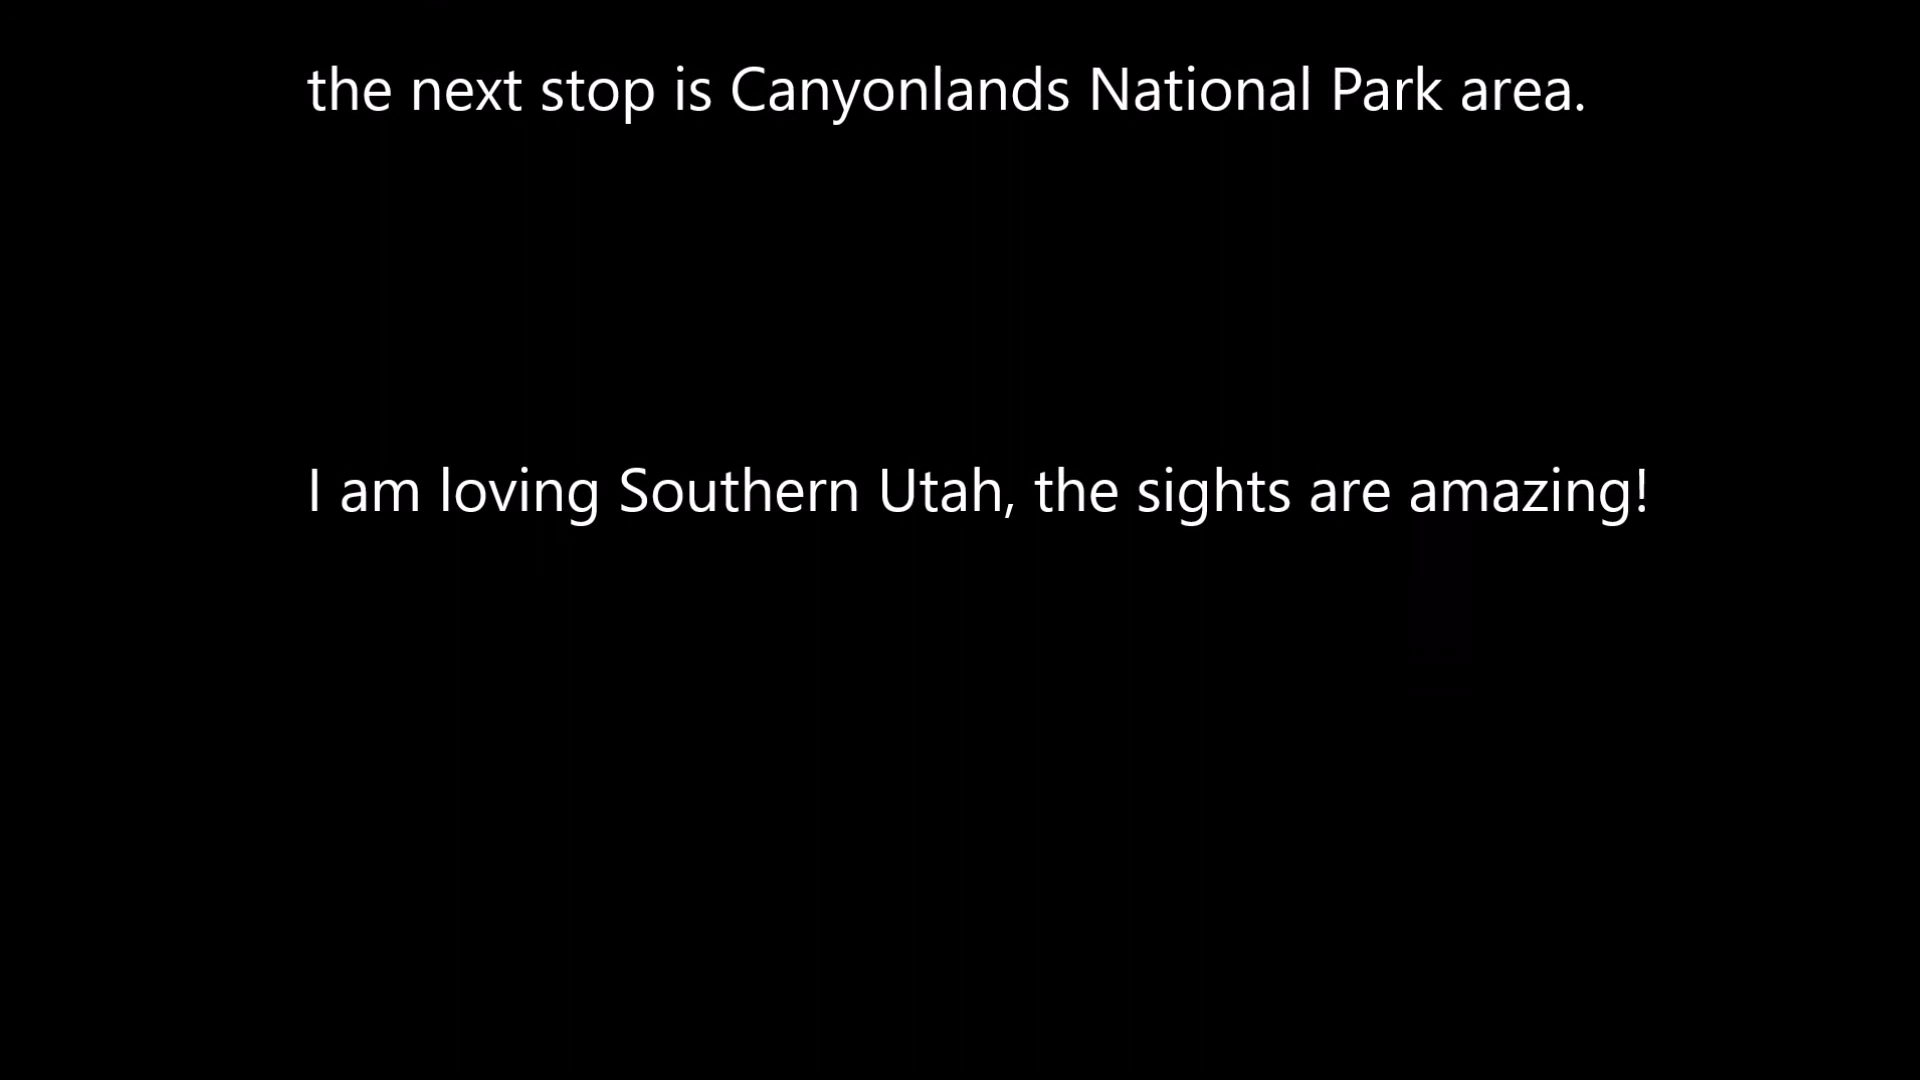 the next stop is Canyonlands National Park area.
I am loving Southern Utah, the sights are amazing!